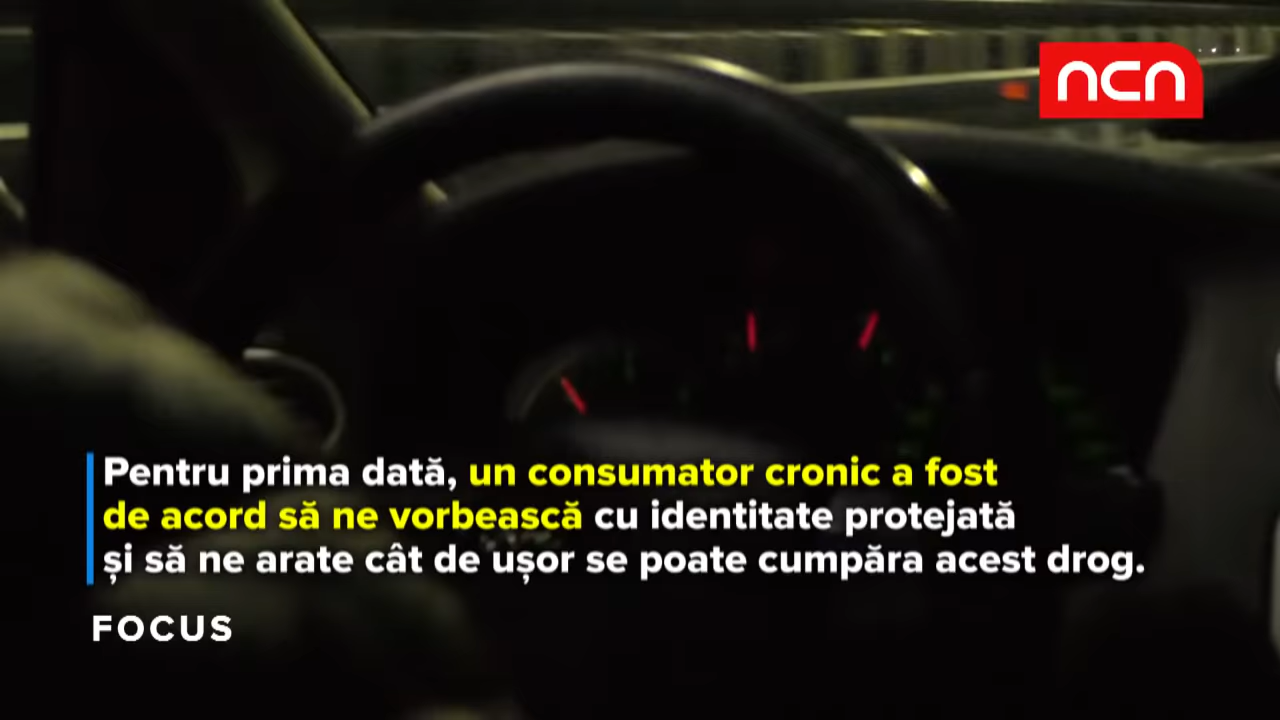 ncn
Pentru prima dată, un consumator cronic a fost
de acord să ne vorbească cu identitate protejată
și să ne arate cât de ușor se poate cumpăra acest drog.
FOCUS